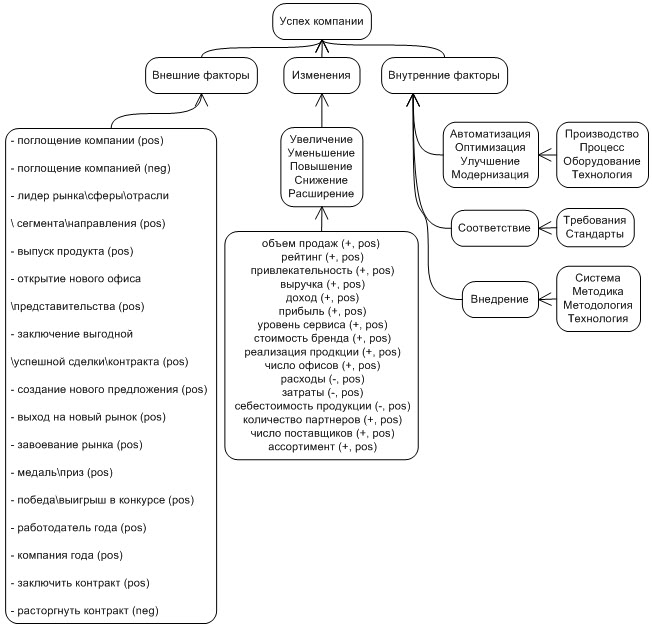 Успех компании
Внешние факторы
Изменения
Внутренние факторы
- поглощение компании (pos)
- поглощение компанией (neg)
- лидер рынка\сферы\отрасли
\ сегмента\направления (pos)
- выпуск продукта (pos)
- открытие нового офиса
\представительства (pos)
- заключение выгодной
\успешной сделки\контракта (pos)
- создание нового предложения (pos)
- выход на новый рынок (pos)
- завоевание рынка (pos)
- медаль\приз (pos)
- победа\выигрыш в конкурсе (pos)
- работодатель года (pos)
- компания года (pos)
- заключить контракт (pos)
- расторгнуть контракт (neg)
Увеличение
Уменьшение
Повышение
Снижение
Расширение
объем продаж (+, pos)
рейтинг (+, pos)
привлекательность (+, pos)
выручка (+, pos)
доход (+, pos)
прибыль (+, pos)
уровень сервиса (+, pos)
стоимость бренда (+, pos)
реализация продкции (+, pos)
число офисов (+, pos)
расходы (-, pos)
затраты (-, pos)
себестоимость продукции (-, pos)
количество партнеров (+, pos)
число поставщиков (+, pos)
ассортимент (+, pos)
Автоматизация
Оптимизация
Улучшение
Модернизация
Производство
Процесс
Оборудование
Технология
Соответствие
Требования
Стандарты
Внедрение
Система
Методика
Методология
Технология